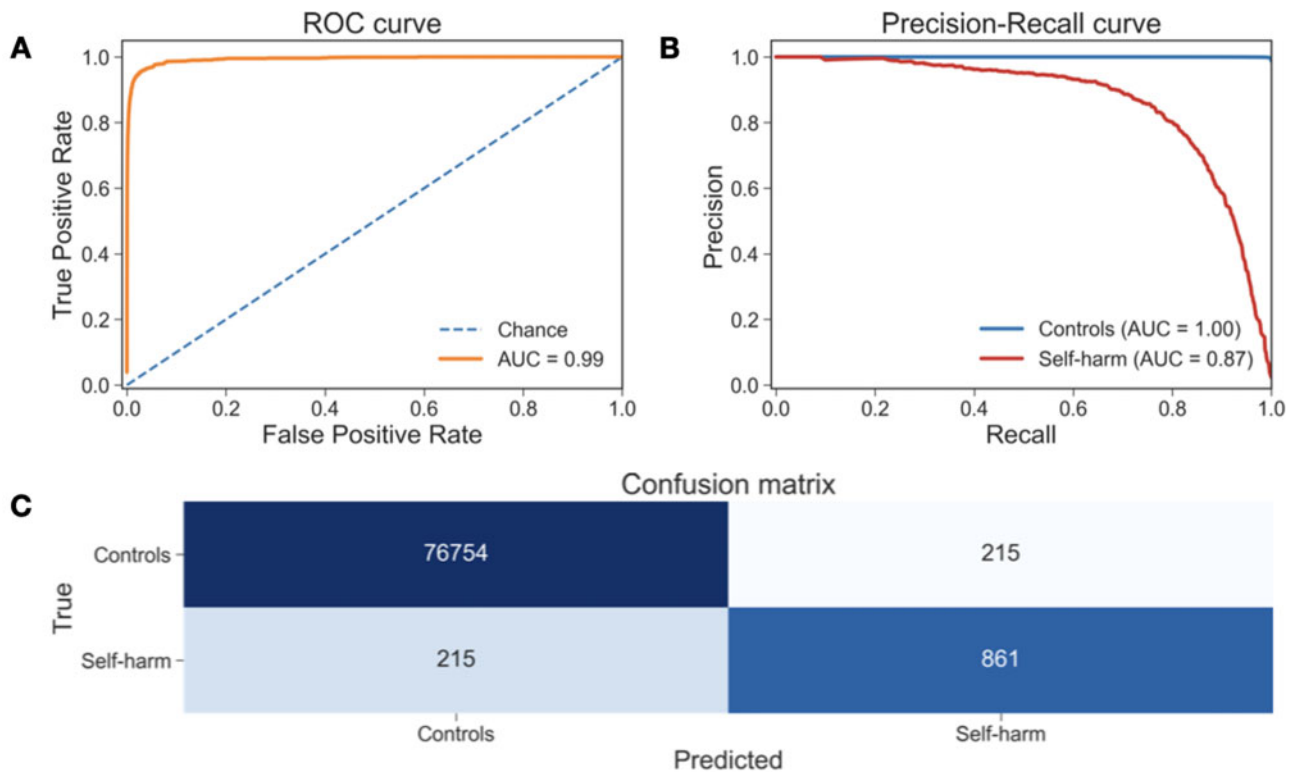 A
ROC curve
True Positive Rate
1.0
0.8
0.6
0.4
0.2
0.0
Chance
AUC = 0.99
0.0 0.2 0.4 0.6 0.8 1.0
False Positive Rate
B
Precision-Recall curve
Precision
1.0
0.8
0.6
0.4
0.2
0.0
Controls (AUC = 1.00)
Self-harm (AUC = 0.87)
0.0 0.2 0.4 0.6 0.8 1.0
Recall
C
Confusion matrix
True
Controls 76754 215
Self-harm 215 861
Controls Self-harm
Predicted